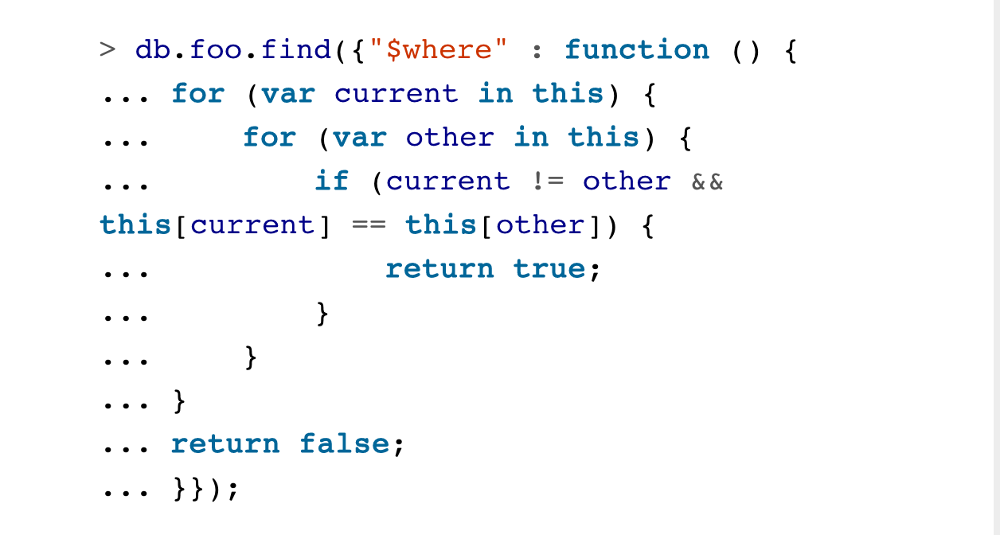 > db.foo.find({"$where" : function () {
... for (var current in this) {
...     for (var other in this) {
...         if (current != other &&
this[current] == this[other]) {
...             return true;
...         }
...     }
... }
... return false;
... }});